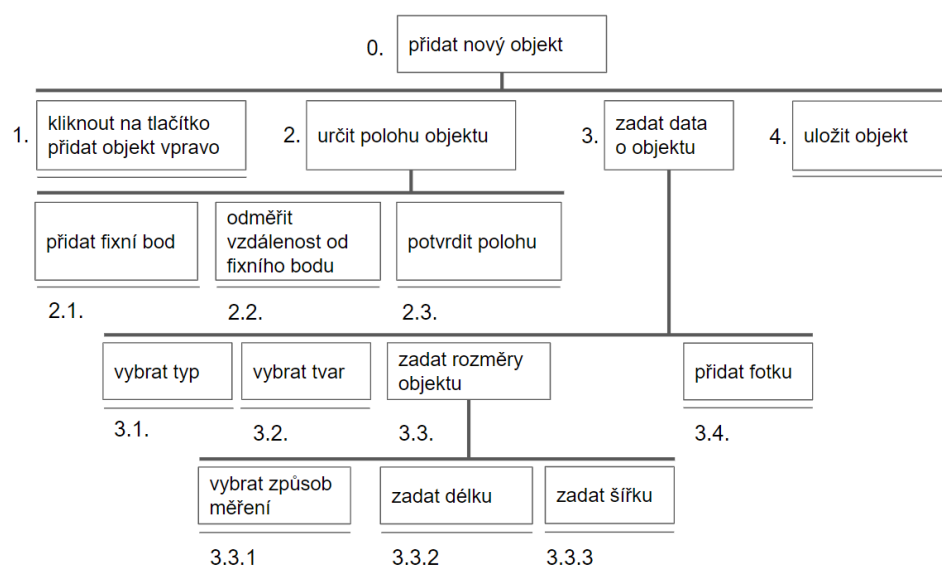 0.
přidat nový objekt
1.
kliknout na tlačítko
přidat objekt vpravo
2.
určit polohu objektu
3.
zadat data
o objektu
4.
uložit objekt
přidat fixní bod
odměřit
vzdálenost od
fixního bodu
potvrdit polohu
2.1.
2.2.
2.3.
vybrat typ
vybrat tvar
zadat rozměry
objektu
přidat fotku
3.1.
3.2.
3.3.
3.4.
vybrat způsob
měření
zadat délku
zadat šířku
3.3.1
3.3.2
3.3.3